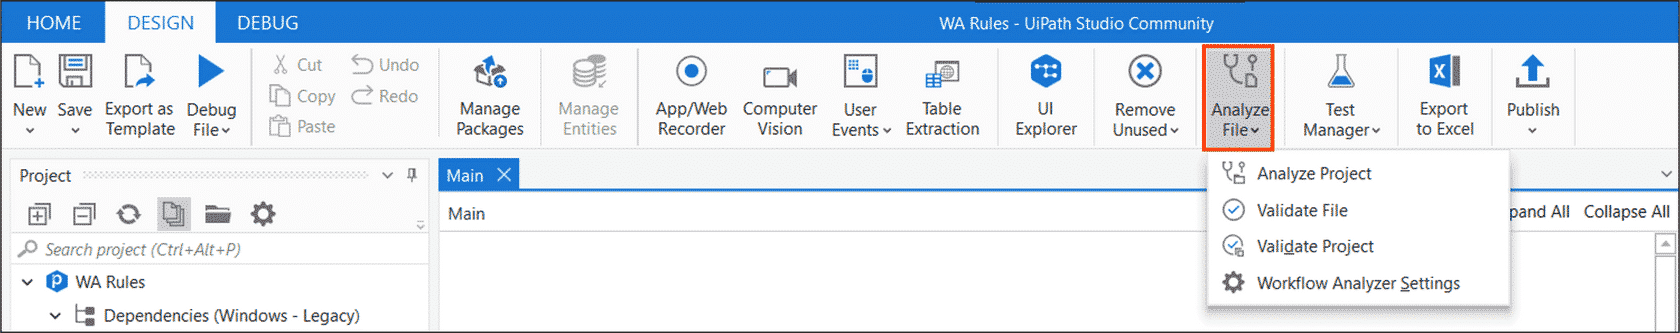 HOME DESIGN DEBUG WA Rules - UiPath Studio Community
New
Save
Export as
Template
Debug
File
Cut
Copy
Paste
Undo
Redo
Manage
Packages
Manage
Entities
App/Web
Recorder
Computer
Vision
User
Events
Table
Extraction
UI
Explorer
Remove
Unused
Analyze
File
Test
Manager
Export
to Excel
Publish
Analyze Project
Validate File
Validate Project
Workflow Analyzer Settings
Project
Search project (Ctrl+Alt+P)
WA Rules
Dependencies (Windows - Legacy)
Main
Main
pand All Collapse All